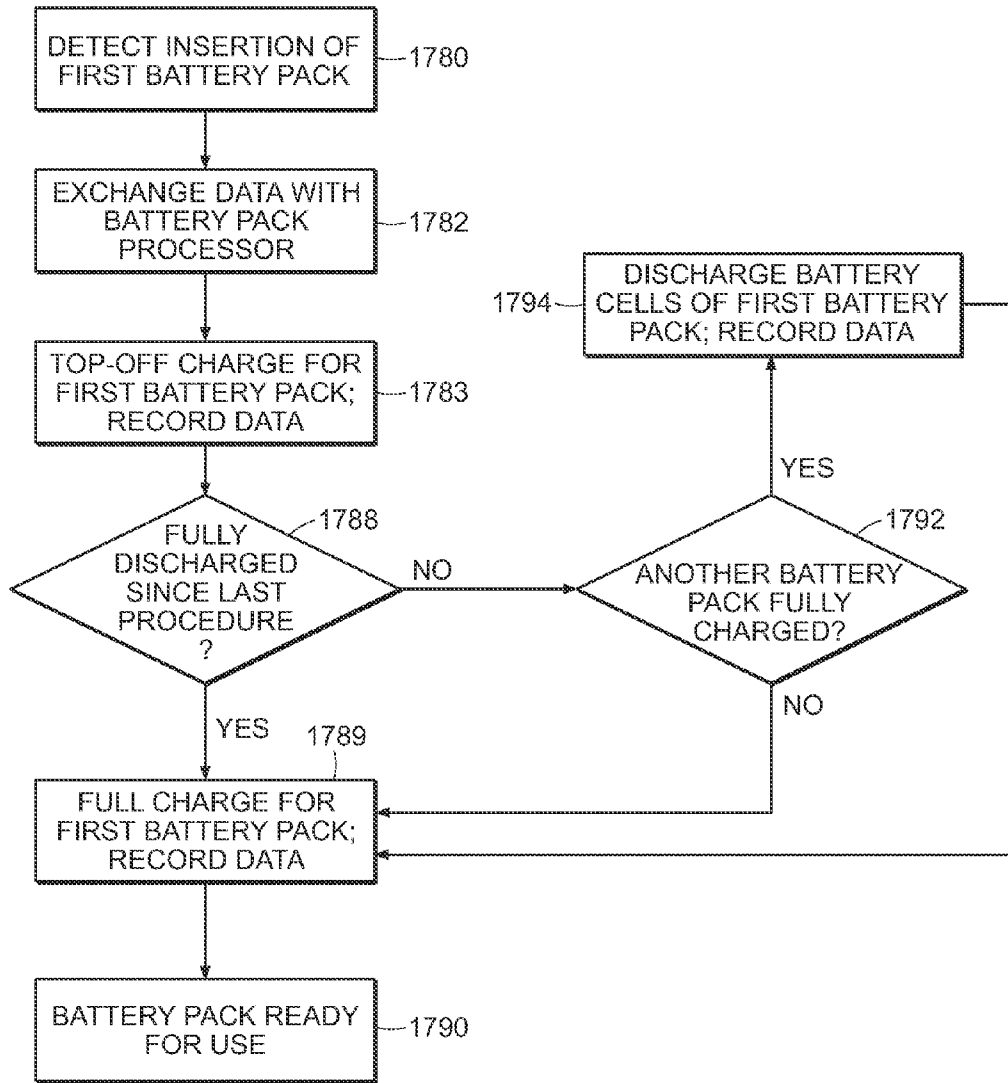 DETECT INSERTION OF
FIRST BATTERY PACK
1780
EXCHANGE DATA WITH
BATTERY PACK
PROCESSOR
1782
DISCHARGE BATTERY
CELLS OF FIRST BATTERY
PACK; RECORD DATA
1794
TOP-OFF CHARGE FOR
FIRST BATTERY PACK;
RECORD DATA
1783
YES
FULLY
DISCHARGED
SINCE LAST
PROCEDURE
?
1788
NO
1792
ANOTHER BATTERY
PACK FULLY
CHARGED?
NO
YES
1789
FULL CHARGE FOR
FIRST BATTERY PACK;
RECORD DATA
BATTERY PACK READY
FOR USE
1790